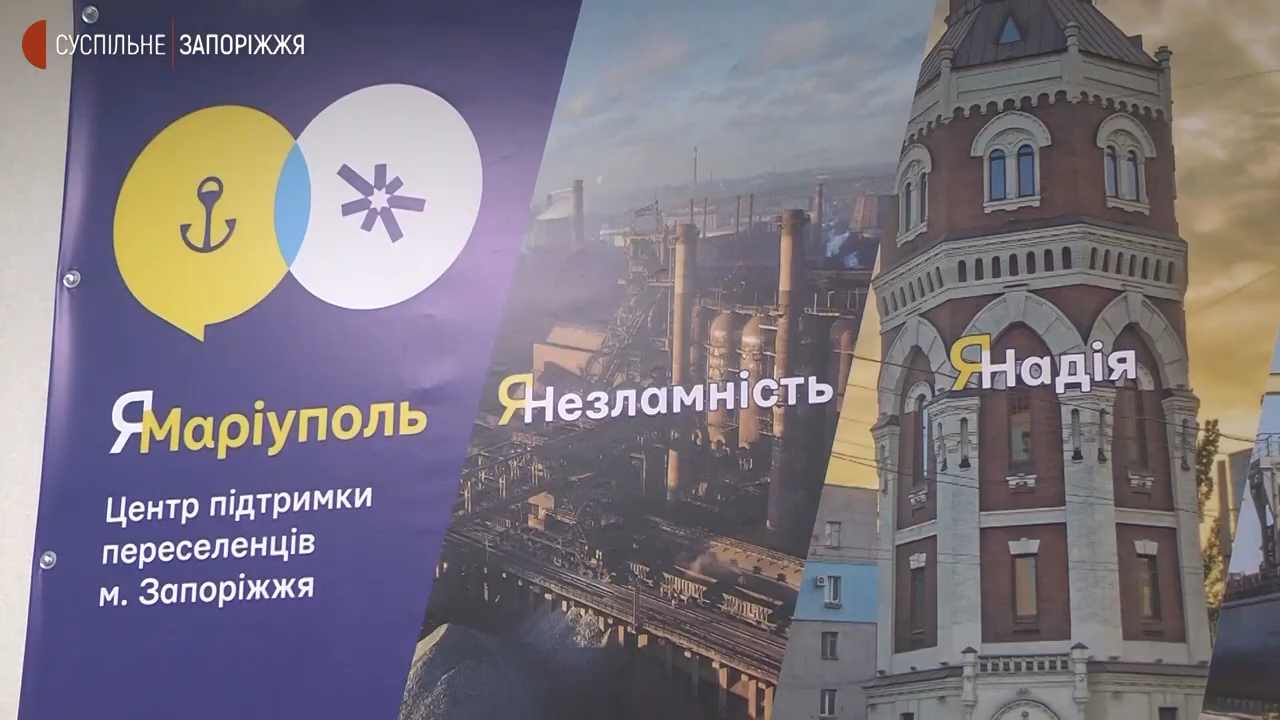 СУСПІЛЬНЕ ЗАПОРІЖЖЯ
ЯМаріуполь
Центр підтримки
переселенців
м. Запоріжжя
ЯНезламність
ЯНадія